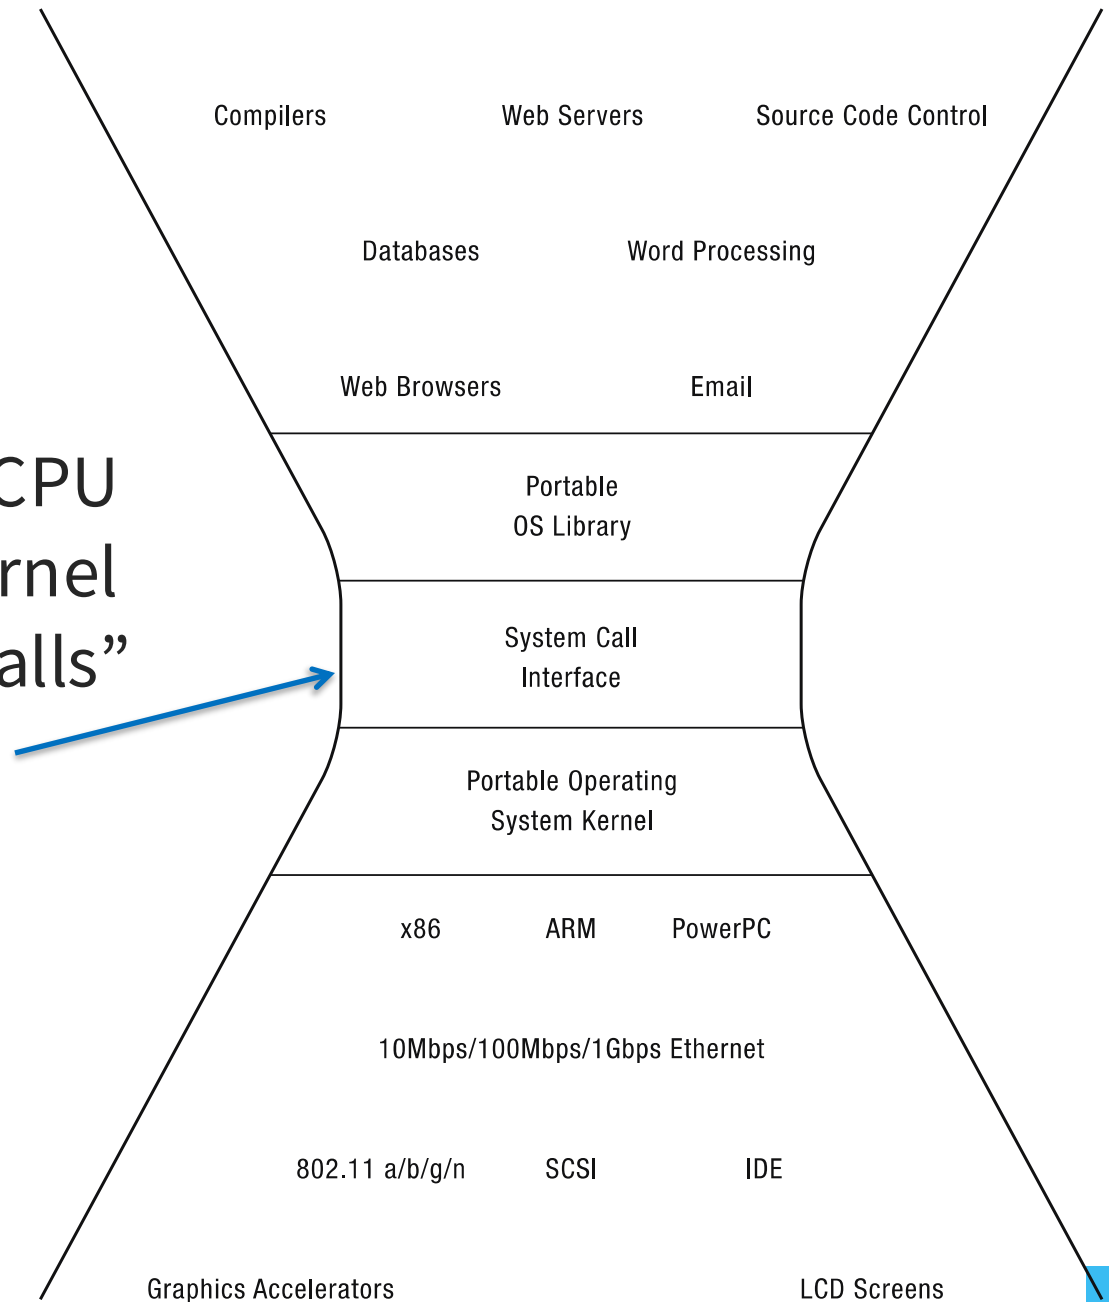 Compilers Web Servers Source Code Control
Databases Word Processing
Web Browsers Email
CPU
Portable
OS Library
rnel
System Call
Interface
alls”
Portable Operating
System Kernel
x86 ARM PowerPC
10Mbps/100Mbps/1Gbps Ethernet
802.11 a/b/g/n SCSI IDE
Graphics Accelerators LCD Screens